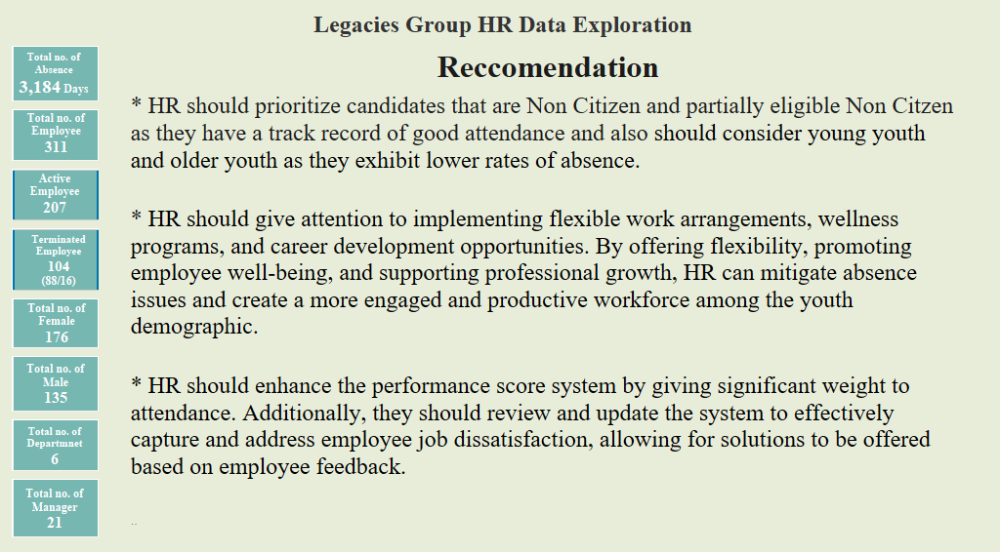 Legacies Group HR Data Exploration
Total no. of
Absence
3,184 Days
Total no. of
Employee
311
Active
Employee
207
Terminated
Employee
104
(88/16)
Total no. of
Female
176
Total no. of
Male
135
Total no. of
Departmnet
6
Total no. of
Manager
21
Reccomendation
* HR should prioritize candidates that are Non Citizen and partially eligible Non Citzen
as they have a track record of good attendance and also should consider young youth
and older youth as they exhibit lower rates of absence.
* HR should give attention to implementing flexible work arrangements, wellness
programs, and career development opportunities. By offering flexibility, promoting
employee well-being, and supporting professional growth, HR can mitigate absence
issues and create a more engaged and productive workforce among the youth
demographic.
* HR should enhance the performance score system by giving significant weight to
attendance. Additionally, they should review and update the system to effectively
capture and address employee job dissatisfaction, allowing for solutions to be offered
based on employee feedback.
..